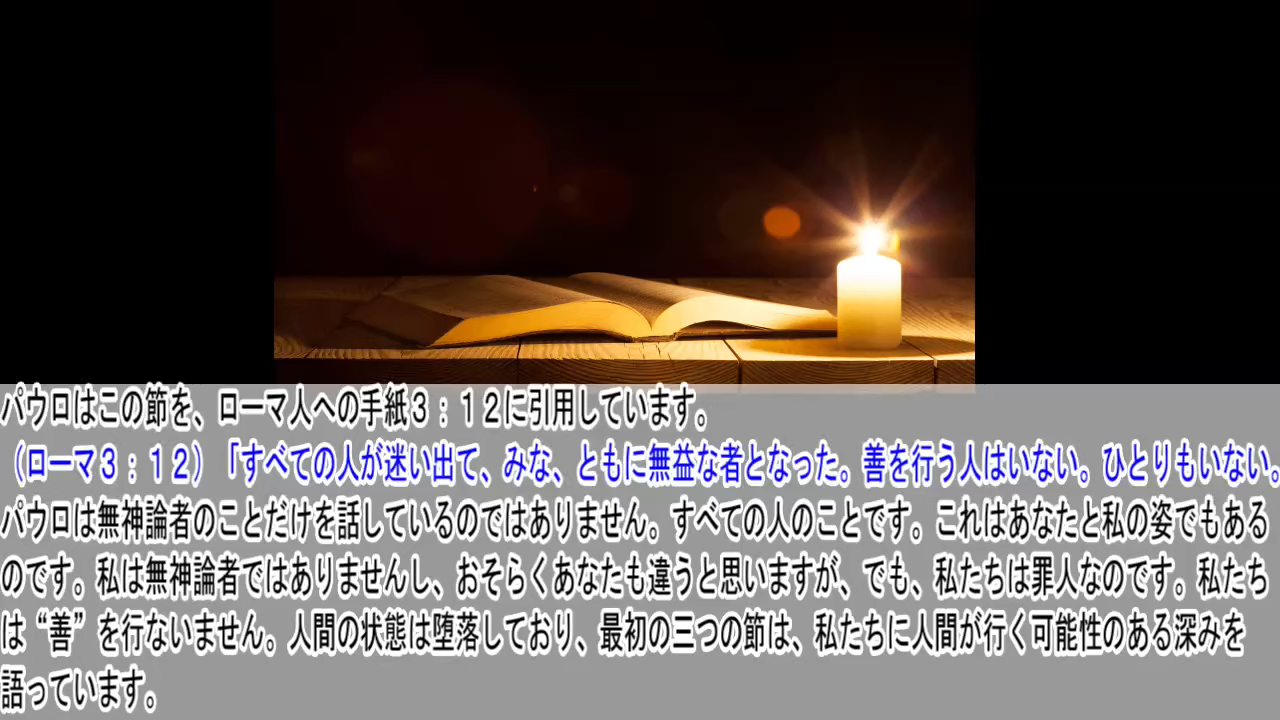 パウロはこの節を、ローマ人への手紙３：１２に引用しています。
（ローマ３：１２）「すべての人が迷い出て、みな、ともに無益な者となった。善を行う人はいない。ひとりもいない。
パウロは無神論者のことだけを話しているのではありません。すべての人のことです。これはあなたと私の姿でもある
のです。私は無神論者ではありませんし、おそらくあなたも違うと思いますが、でも、私たちは罪人なのです。私たち
は“善”を行ないません。人間の状態は堕落しており、最初の三つの節は、私たちに人間が行く可能性のある深みを
語っています。